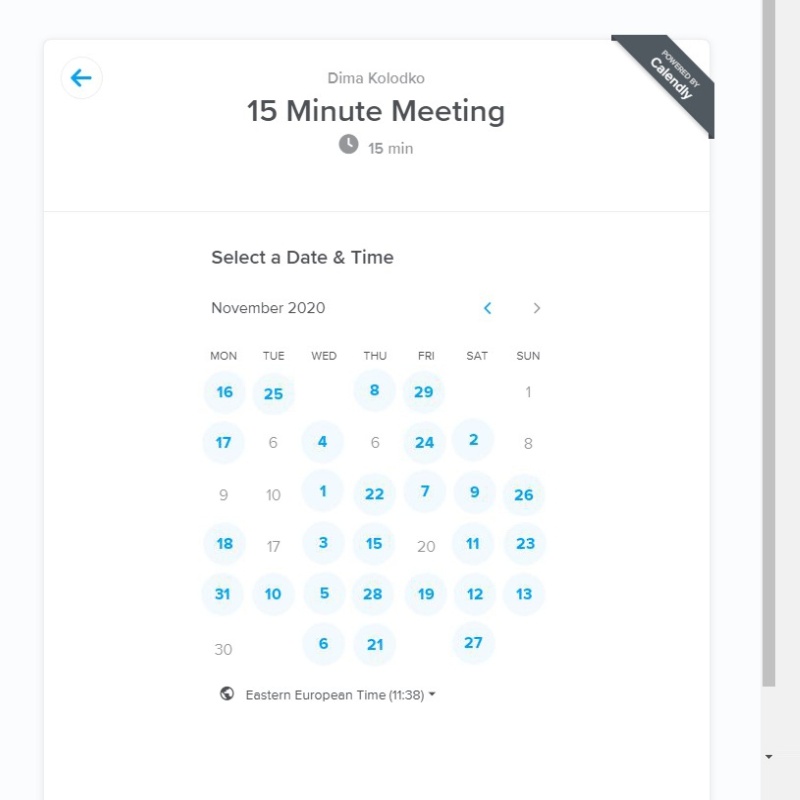 Dima Kolodko
POWERED BY
Calendly
15 Minute Meeting
15 min
Select a Date & Time
November 2020
MON TUE WED THU FRI SAT SUN
16 25 8 29 1
17 6 4 6 24 2 8
9 10 1 22 7 9 26
18 17 3 15 20 11 23
31 10 5 28 19 12 13
30 6 21 27
Eastern European Time (11:38)